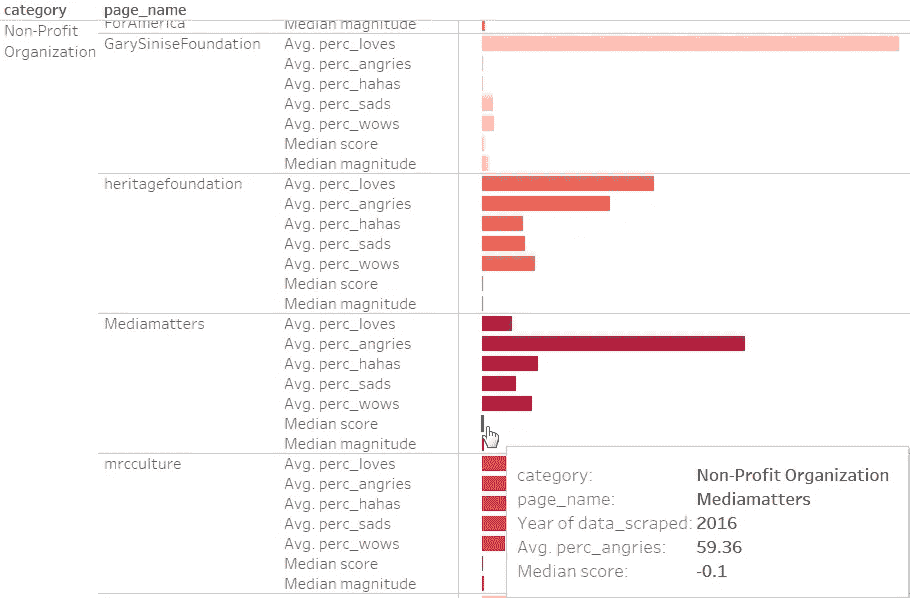 category page_name
ForAmerica Median magnitude
Non-Profit Organization
GarySiniseFoundation Avg. perc_loves
Avg. perc_angries
Avg. perc_hahas
Avg. perc_sads
Avg. perc_wows
Median score
Median magnitude
heritagefoundation Avg. perc_loves
Avg. perc_angries
Avg. perc_hahas
Avg. perc_sads
Avg. perc_wows
Median score
Median magnitude
Mediamatters Avg. perc_loves
Avg. perc_angries
Avg. perc_hahas
Avg. perc_sads
Avg. perc_wows
Median score
Median magnitude
mrcculture Avg. perc_loves
Avg. perc_angries
Avg. perc_hahas
Avg. perc_sads
Avg. perc_wows
Median score
Median magnitude
category: Non-Profit Organization
page_name: Mediamatters
Year of data_scraped: 2016
Avg. perc_angries: 59.36
Median score: -0.1